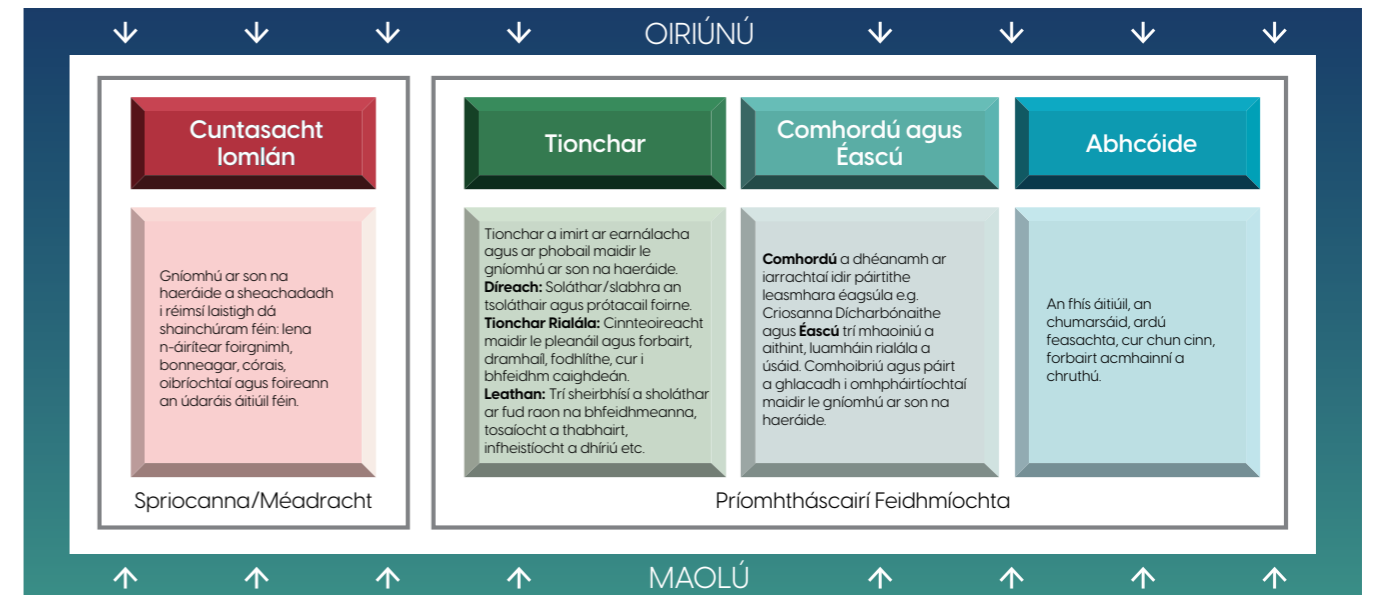 OIRIÚNÚ
Cuntasacht
Iomlán
Gníomhú ar son na
haeráide a sheachadadh
i réimsí laistigh dá
shainchúram féin: lena
n-áirítear foirgnimh,
bonneagar, córais,
oibríochtaí agus foireann
an údaráis áitiúil féin.
Spriocanna/Méadracht
Tionchar
Tionchar a imirt ar earnálacha
agus ar phobail maidir le
gníomhú ar son na haeráide.
Díreach: Soláthar/slabhra an
tsoláthair agus prótacail foirne.
Tionchar Rialála: Cinnteoireacht
maidir le pleanáil agus forbairt,
dramhaíl, fodhlíthe, cur i
bhfeidhm caighdeán.
Leathan: Trí sheirbhísí a sholáthar
ar fud raon na bhfeidhmeanna,
tosaíocht a thabhairt,
infheistíocht a dhíriú etc.
Comhordú agus
Éascú
Comhordú a dhéanamh ar
iarrachtaí idir páirtithe
leasmhara éagsúla e.g.
Criosanna Dícharbónaithe
agus Éascú trí mhaoiniú a
aithint, luamháin rialála a
úsáid. Comhoibriú agus páirt
a ghlacadh i omhpháirtíochtaí
maidir le gníomhú ar son na
haeráide.
Abhcóide
An fhís áitiúil, an
chumarsáid, ardú
feasachta, cur chun cinn,
forbairt acmhainní a
chruthú.
Príomhtháscairí Feidhmíochta
MAOLÚ